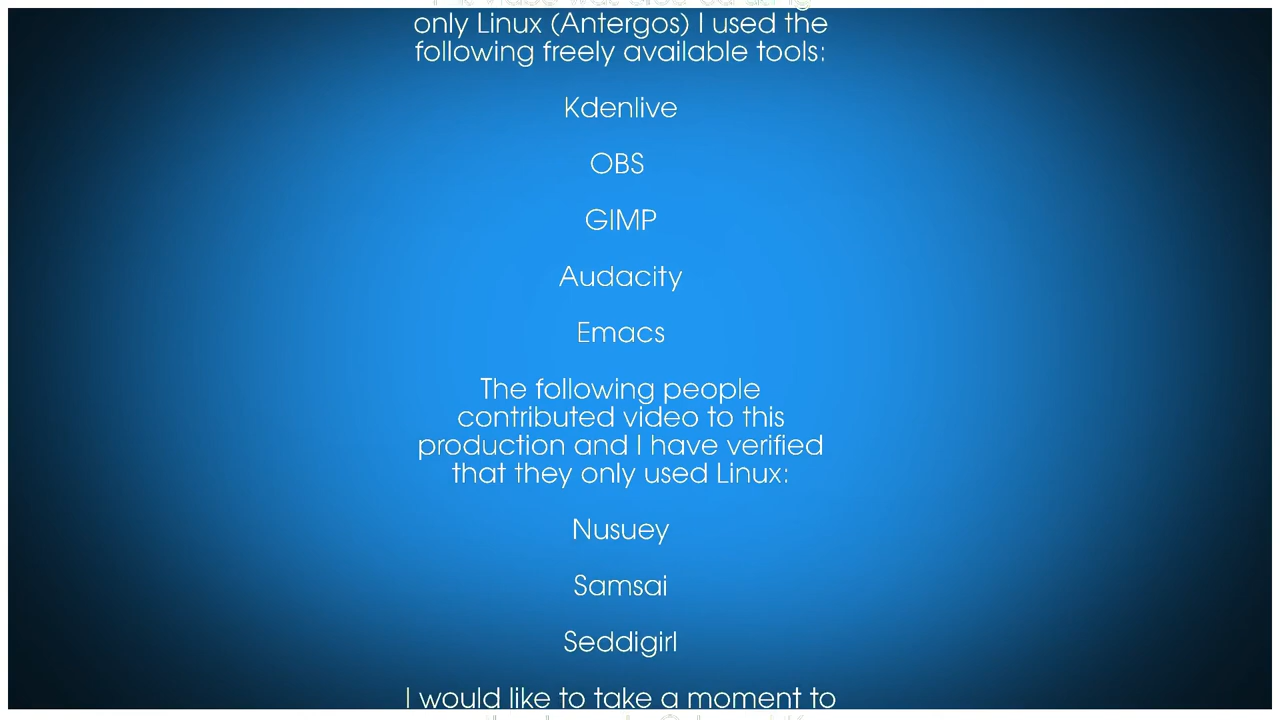 only Linux (Antergos) I used the
following freely available tools:
Kdenlive
OBS
GIMP
Audacity
Emacs
The following people
contributed video to this
production and I have verified
that they only used Linux:
Nusuey
Samsai
Seddigirl
I would like to take a moment to